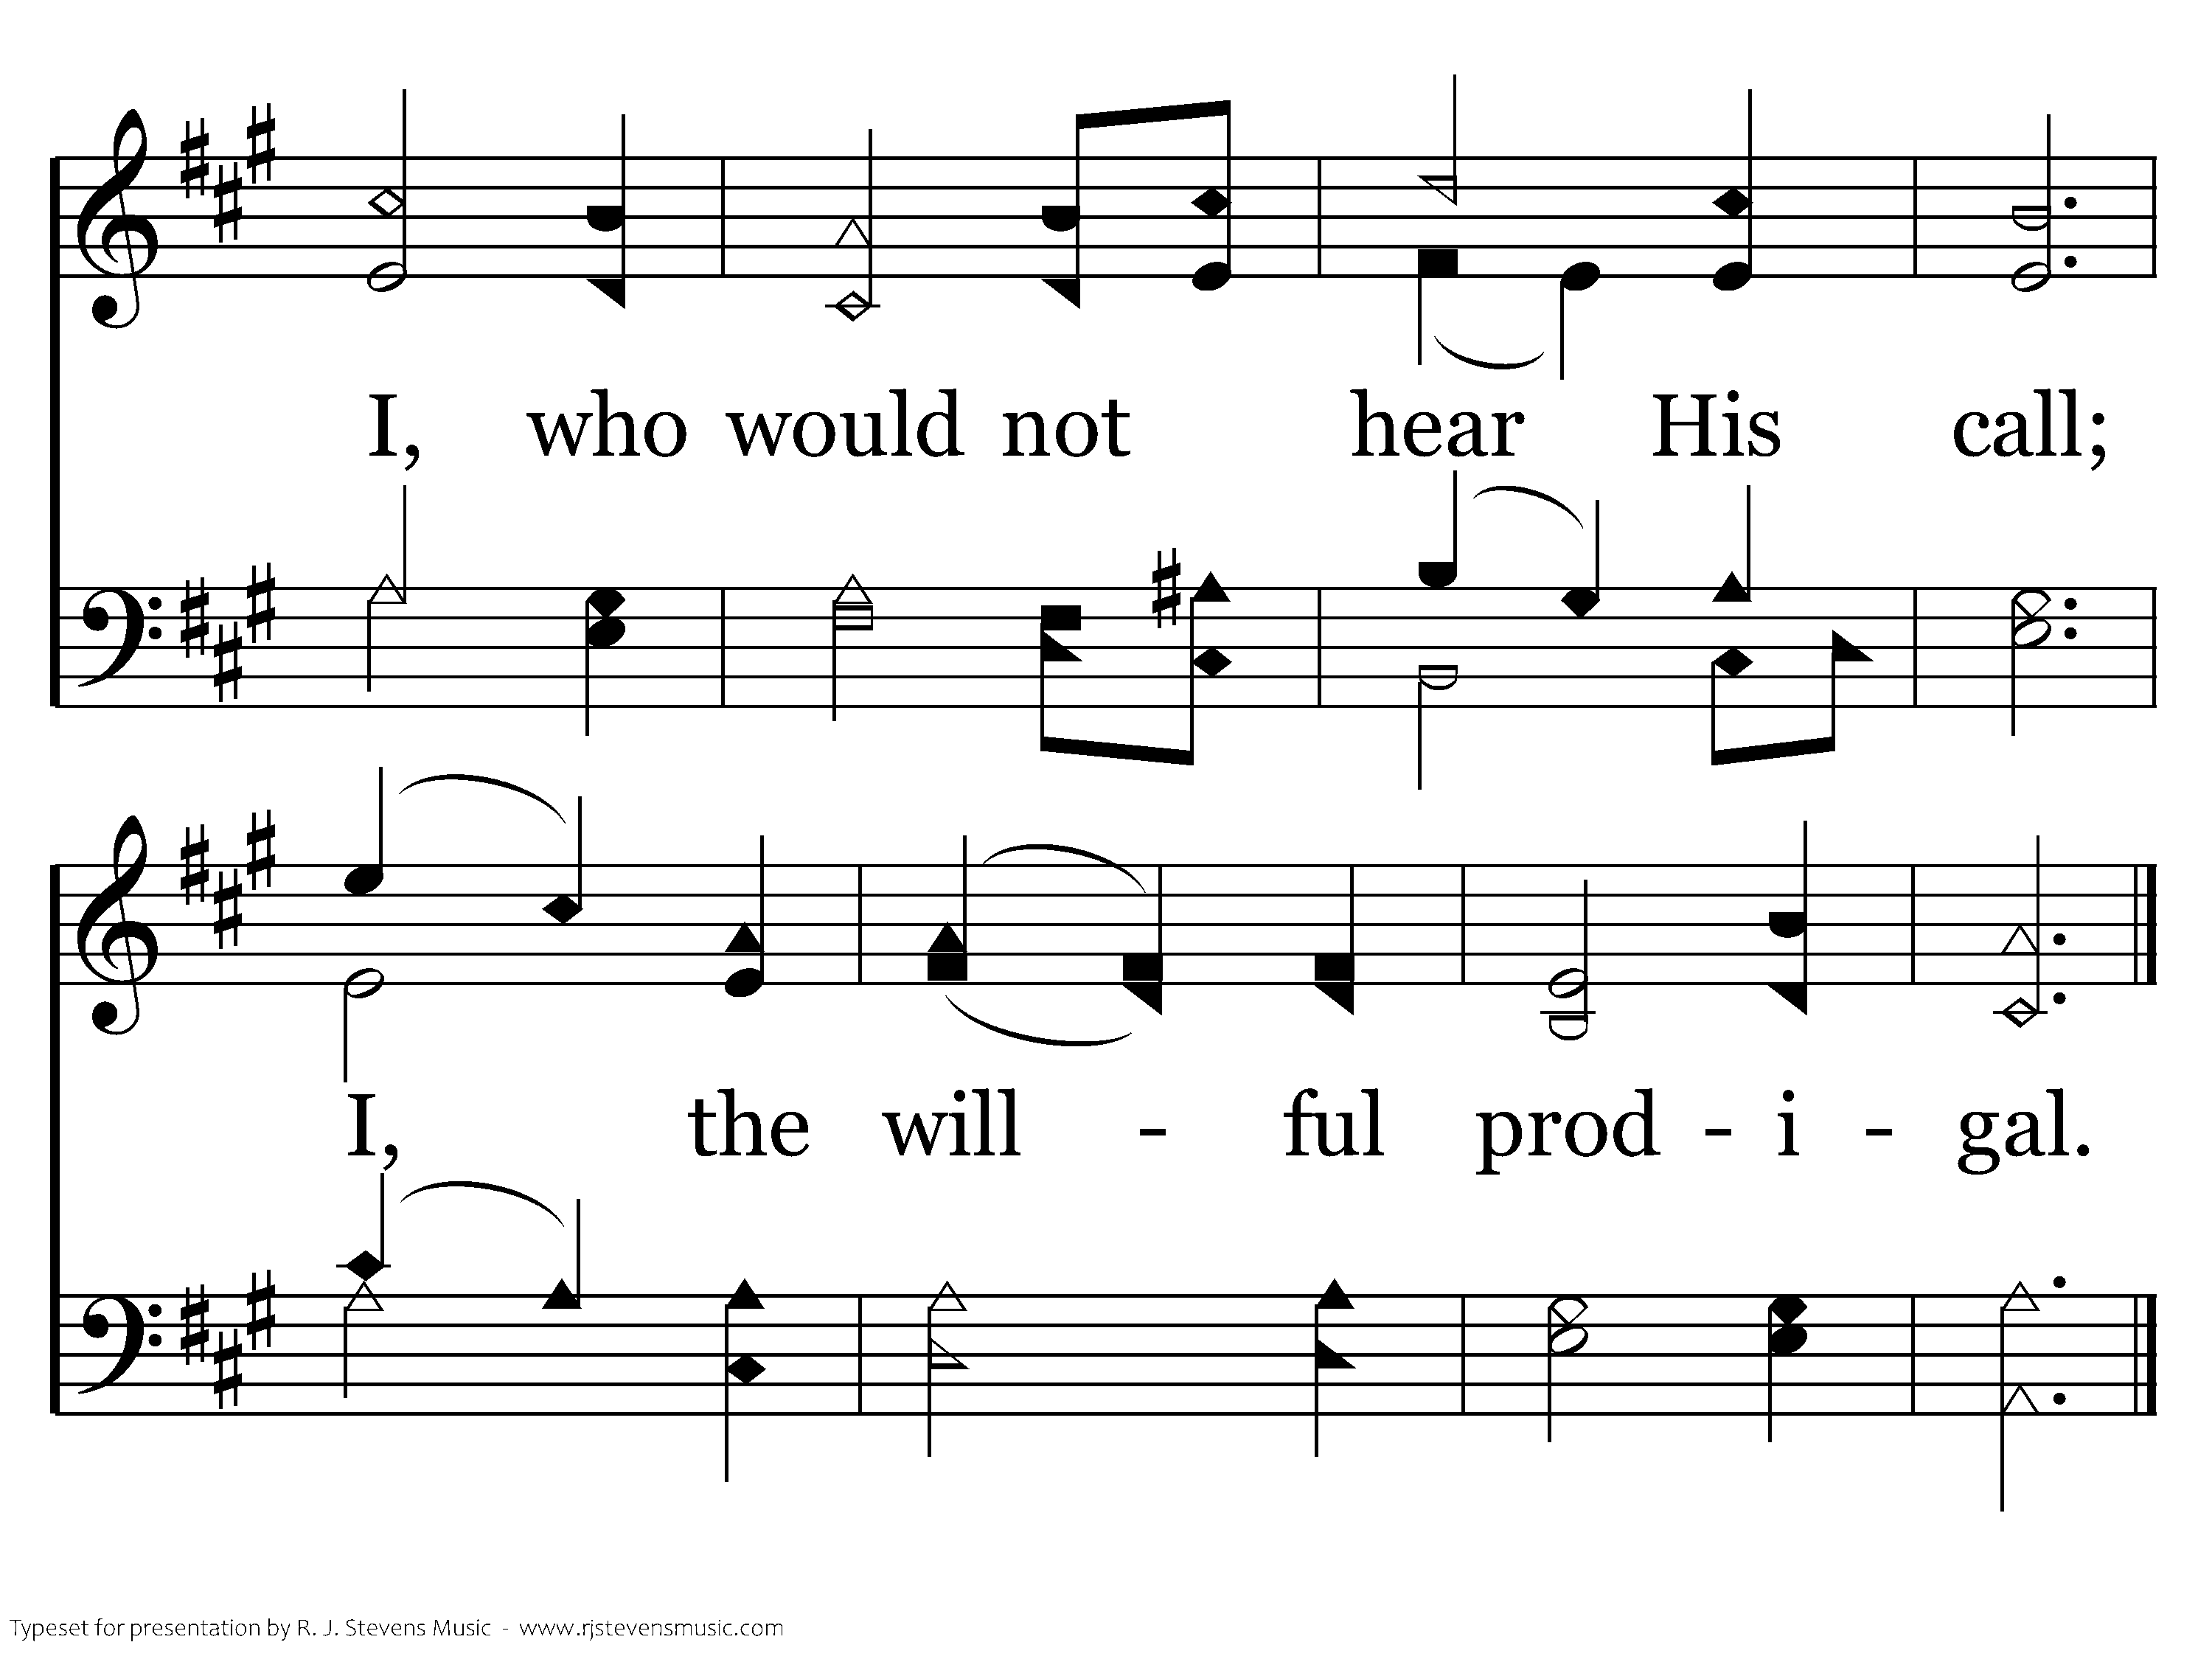 I, who would not hear His call;
I, the will - ful prod - i - gal.
Typeset for presentation by R. J. Stevens Music - www.rjstevensmusic.com